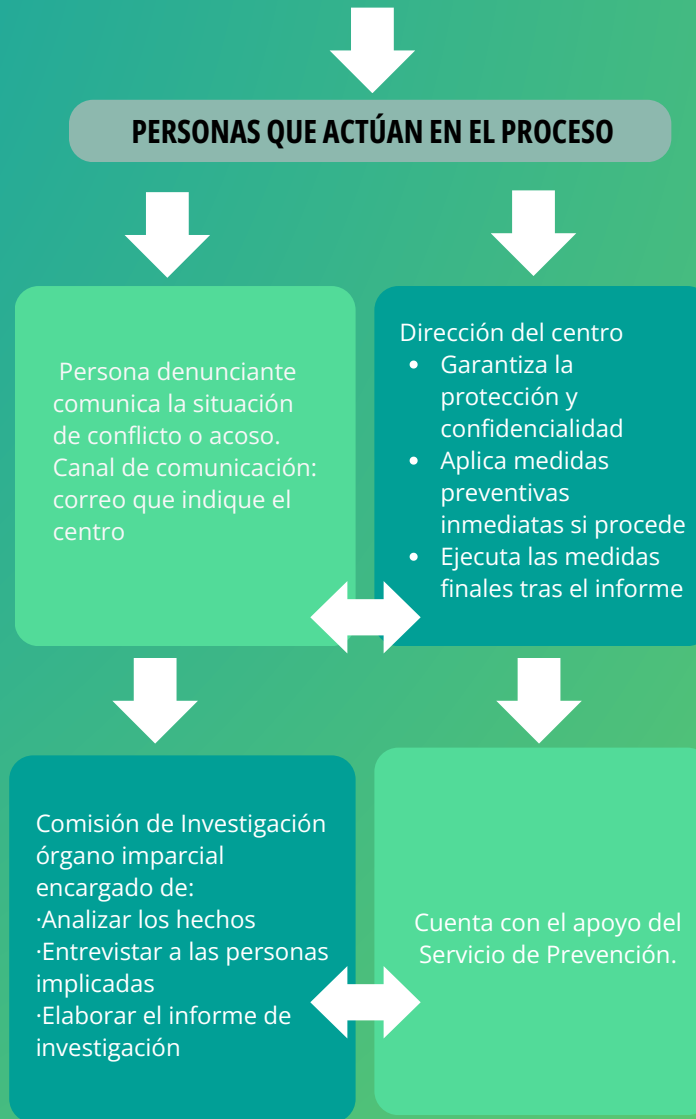 PERSONAS QUE ACTÚAN EN EL PROCESO
Persona denunciante
comunica la situación
de conflicto o acoso.
Canal de comunicación:
correo que indique el
centro
Dirección del centro
• Garantiza la
protección y
confidencialidad
• Aplica medidas
preventivas
inmediatas si procede
• Ejecuta las medidas
finales tras el informe
Comisión de Investigación
órgano imparcial
encargado de:
·Analizar los hechos
·Entrevistar a las personas
implicadas
·Elaborar el informe de
investigación
Cuenta con el apoyo del
Servicio de Prevención.